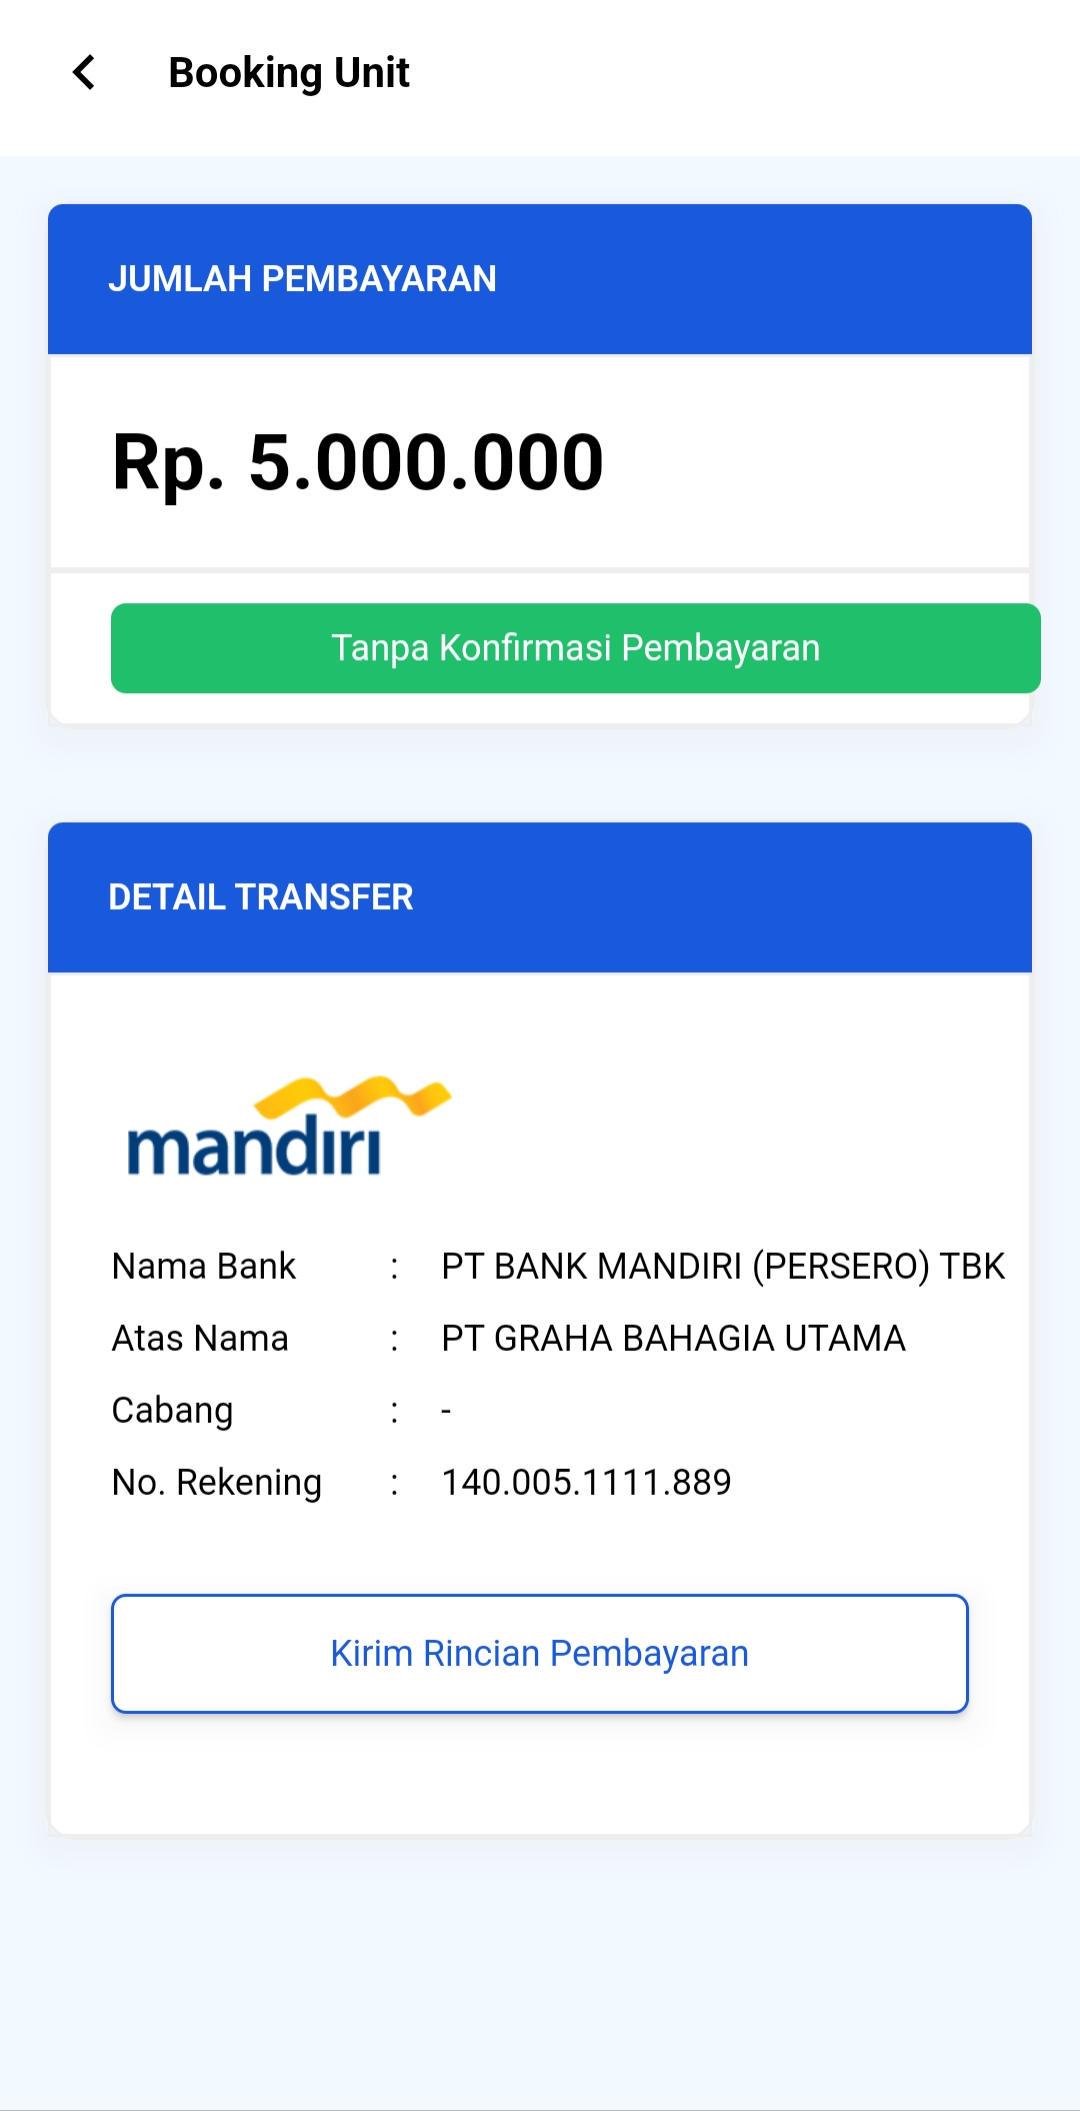 Booking Unit
JUMLAH PEMBAYARAN
Rp. 5.000.000
Tanpa Konfirmasi Pembayaran
DETAIL TRANSFER
mandiri
Nama Bank : PT BANK MANDIRI (PERSERO) TBK
Atas Nama : PT GRAHA BAHAGIA UTAMA
Cabang : -
No. Rekening : 140.005.1111.889
Kirim Rincian Pembayaran